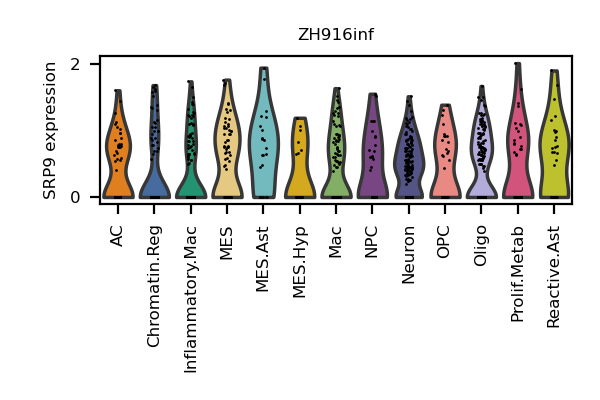 ZH916inf
SRP9 expression
2
0
AC
Chromatin.Reg
Inflammatory.Mac
MES
MES.Ast
MES.Hyp
Mac
NPC
Neuron
OPC
Oligo
Prolif.Metab
Reactive.Ast